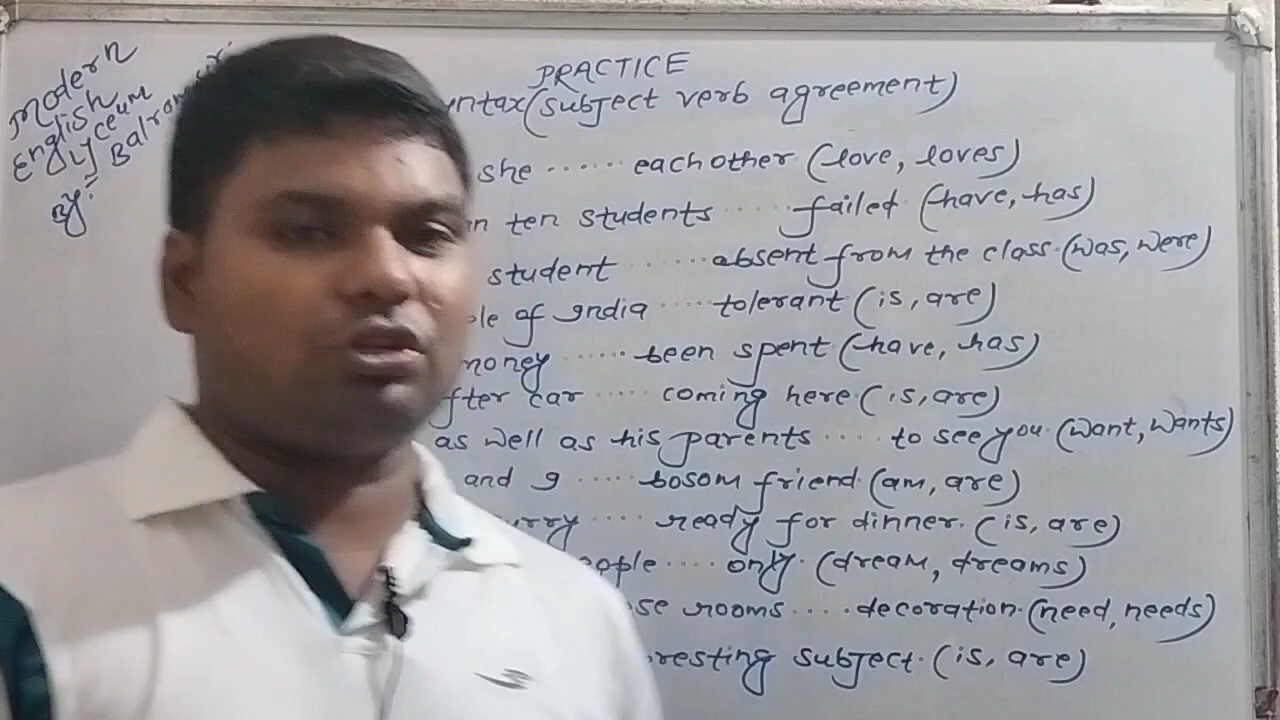 Modern
English
Lyceum
By: Balram
PRACTICE
yntax (subject verb agreement)
she ...... each other (love, loves)
n ten students ..... failed (have, has)
student ...... absent from the class. (was, were)
ple of India ..... tolerant (is, are)
money ...... been spent (have, has)
fter car ..... coming here. (is, are)
as well as his parents .... to see you. (want, wants)
and I ..... bosom friend. (am, are)
urry .... ready for dinner. (is, are)
eople .... only. (dream, dreams)
se rooms .... decoration. (need, needs)
resting subject. (is, are)